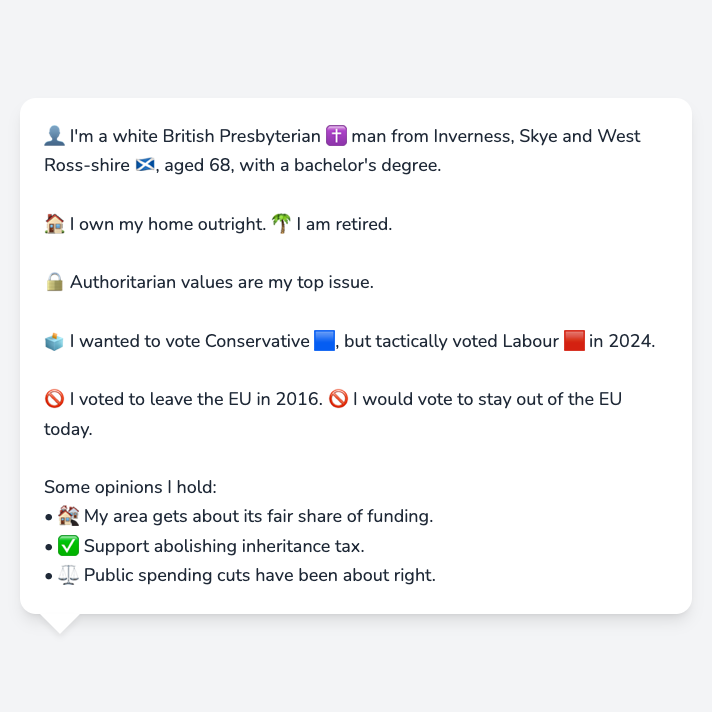 👤 I'm a white British Presbyterian ✝️ man from Inverness, Skye and West
Ross-shire 🏴󠁧󠁢󠁳󠁣󠁴󠁿, aged 68, with a bachelor's degree.
🏠 I own my home outright. 🌴 I am retired.
🔒 Authoritarian values are my top issue.
🗳️ I wanted to vote Conservative 🟦, but tactically voted Labour 🟥 in 2024.
🚫 I voted to leave the EU in 2016. 🚫 I would vote to stay out of the EU
today.
Some opinions I hold:
• 🏚️ My area gets about its fair share of funding.
• ✅ Support abolishing inheritance tax.
• ⚖️ Public spending cuts have been about right.